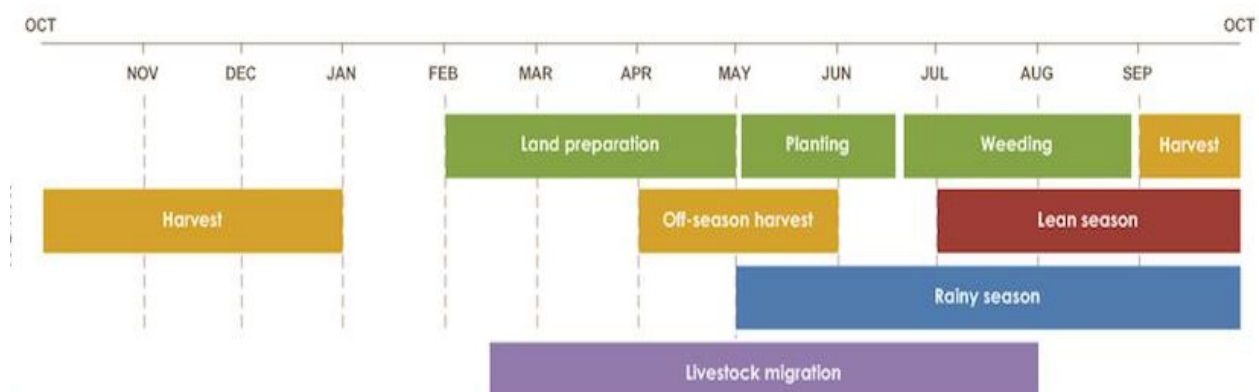 OCT OCT
NOV DEC JAN FEB MAR APR MAY JUN JUL AUG SEP
Land preparation Planting Weeding Harvest
Harvest Off-season harvest Lean season
Rainy season
Livestock migration